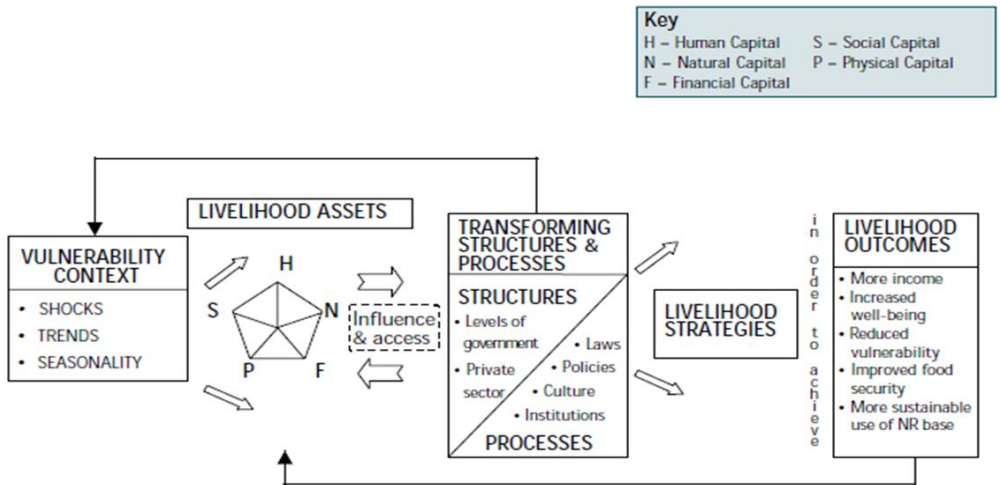 Key
H – Human Capital S – Social Capital
N – Natural Capital P – Physical Capital
F – Financial Capital
LIVELIHOOD ASSETS
VULNERABILITY
CONTEXT
• SHOCKS
• TRENDS
• SEASONALITY
H
S
N
P
F
Influence
& access
TRANSFORMING
STRUCTURES &
PROCESSES
STRUCTURES
• Levels of
government
• Private
sector
• Laws
• Policies
• Culture
• Institutions
PROCESSES
LIVELIHOOD
STRATEGIES
in order to achieve
LIVELIHOOD
OUTCOMES
• More income
• Increased
well-being
• Reduced
vulnerability
• Improved food
security
• More sustainable
use of NR base